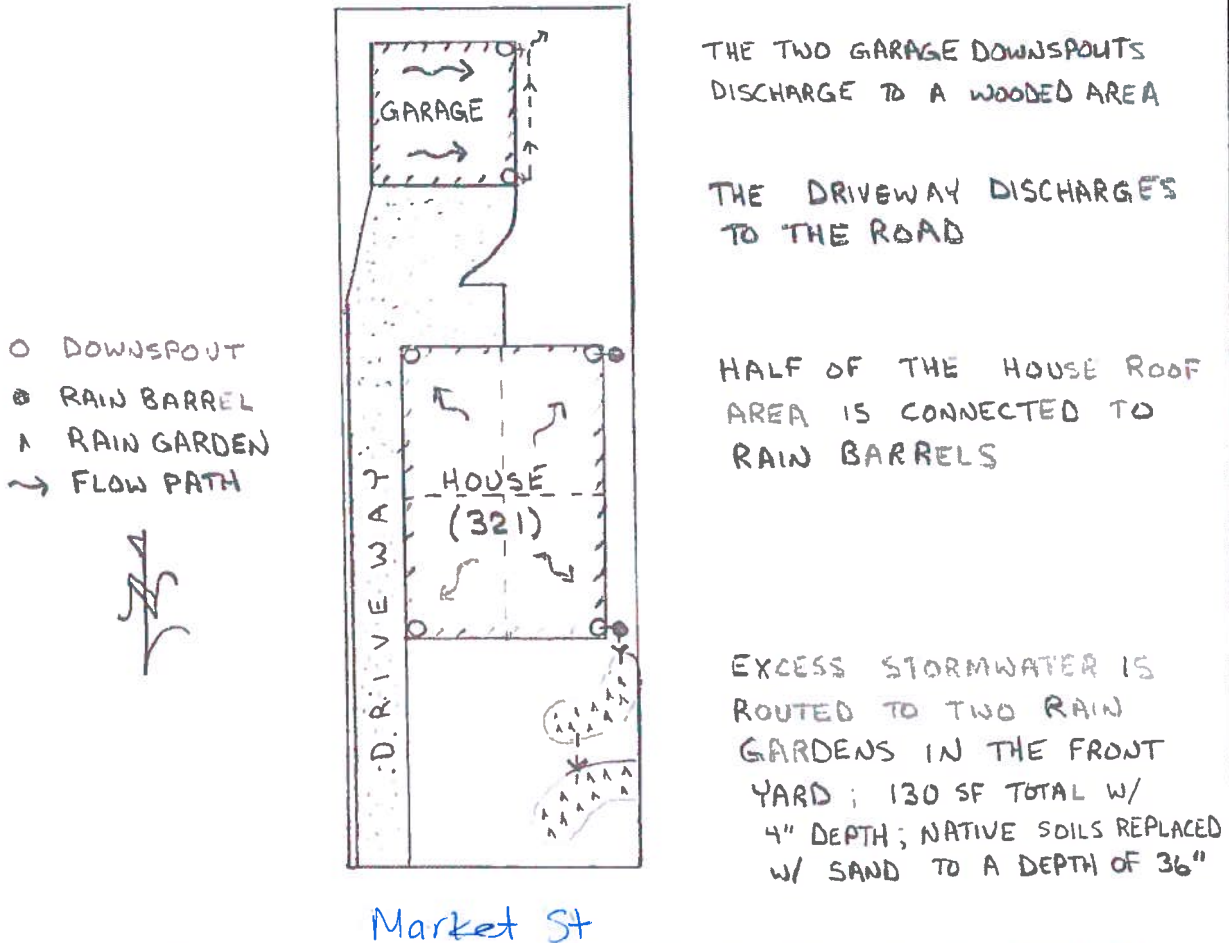 THE TWO GARAGE DOWNSPOUTS
DISCHARGE TO A WOODED AREA
GARAGE
THE DRIVEWAY DISCHARGES
TO THE ROAD
DOWNSPOUT
RAIN BARREL
RAIN GARDEN
FLOW PATH
N
HALF OF THE HOUSE ROOF
AREA IS CONNECTED TO
RAIN BARRELS
HOUSE
(321)
DRIVEWAY
EXCESS STORMWATER IS
ROUTED TO TWO RAIN
GARDENS IN THE FRONT
YARD; 130 SF TOTAL W/
4" DEPTH; NATIVE SOILS REPLACED
W/ SAND TO A DEPTH OF 36"
Market St